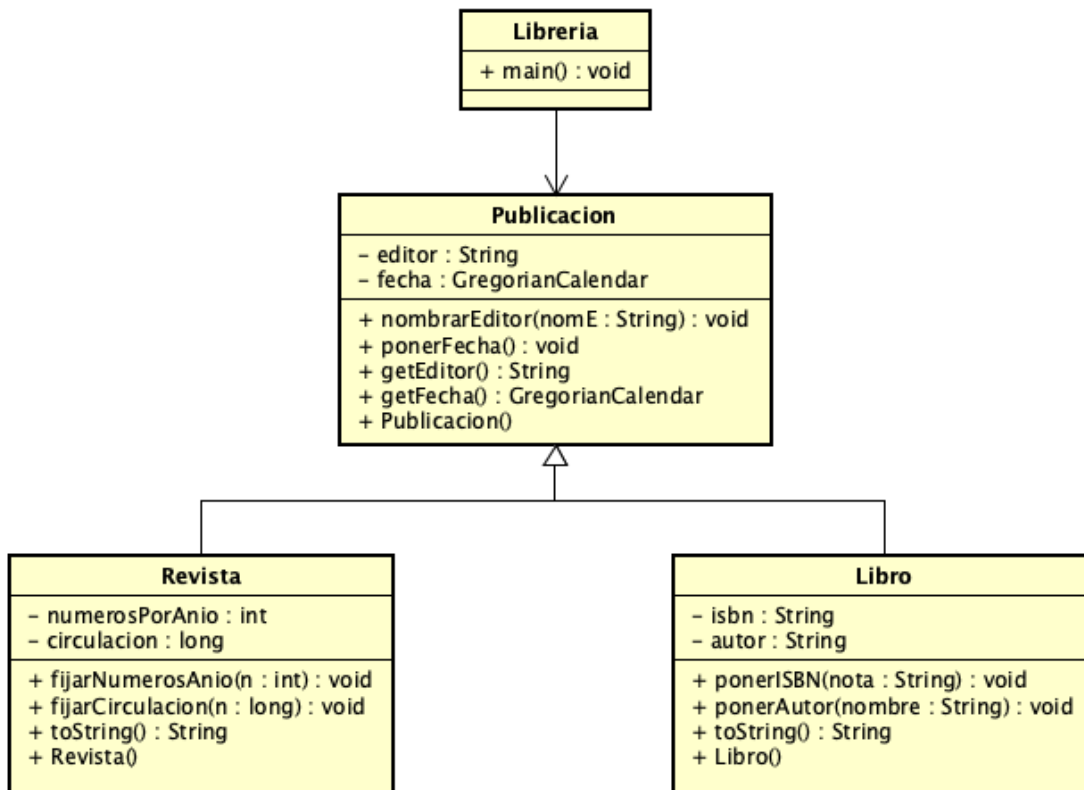 Libreria
+ main() : void
Publicacion
– editor : String
– fecha : GregorianCalendar
+ nombrarEditor(nomE : String) : void
+ ponerFecha() : void
+ getEditor() : String
+ getFecha() : GregorianCalendar
+ Publicacion()
Revista
– numerosPorAnio : int
– circulacion : long
+ fijarNumerosAnio(n : int) : void
+ fijarCirculacion(n : long) : void
+ toString() : String
+ Revista()
Libro
– isbn : String
– autor : String
+ ponerISBN(nota : String) : void
+ ponerAutor(nombre : String) : void
+ toString() : String
+ Libro()